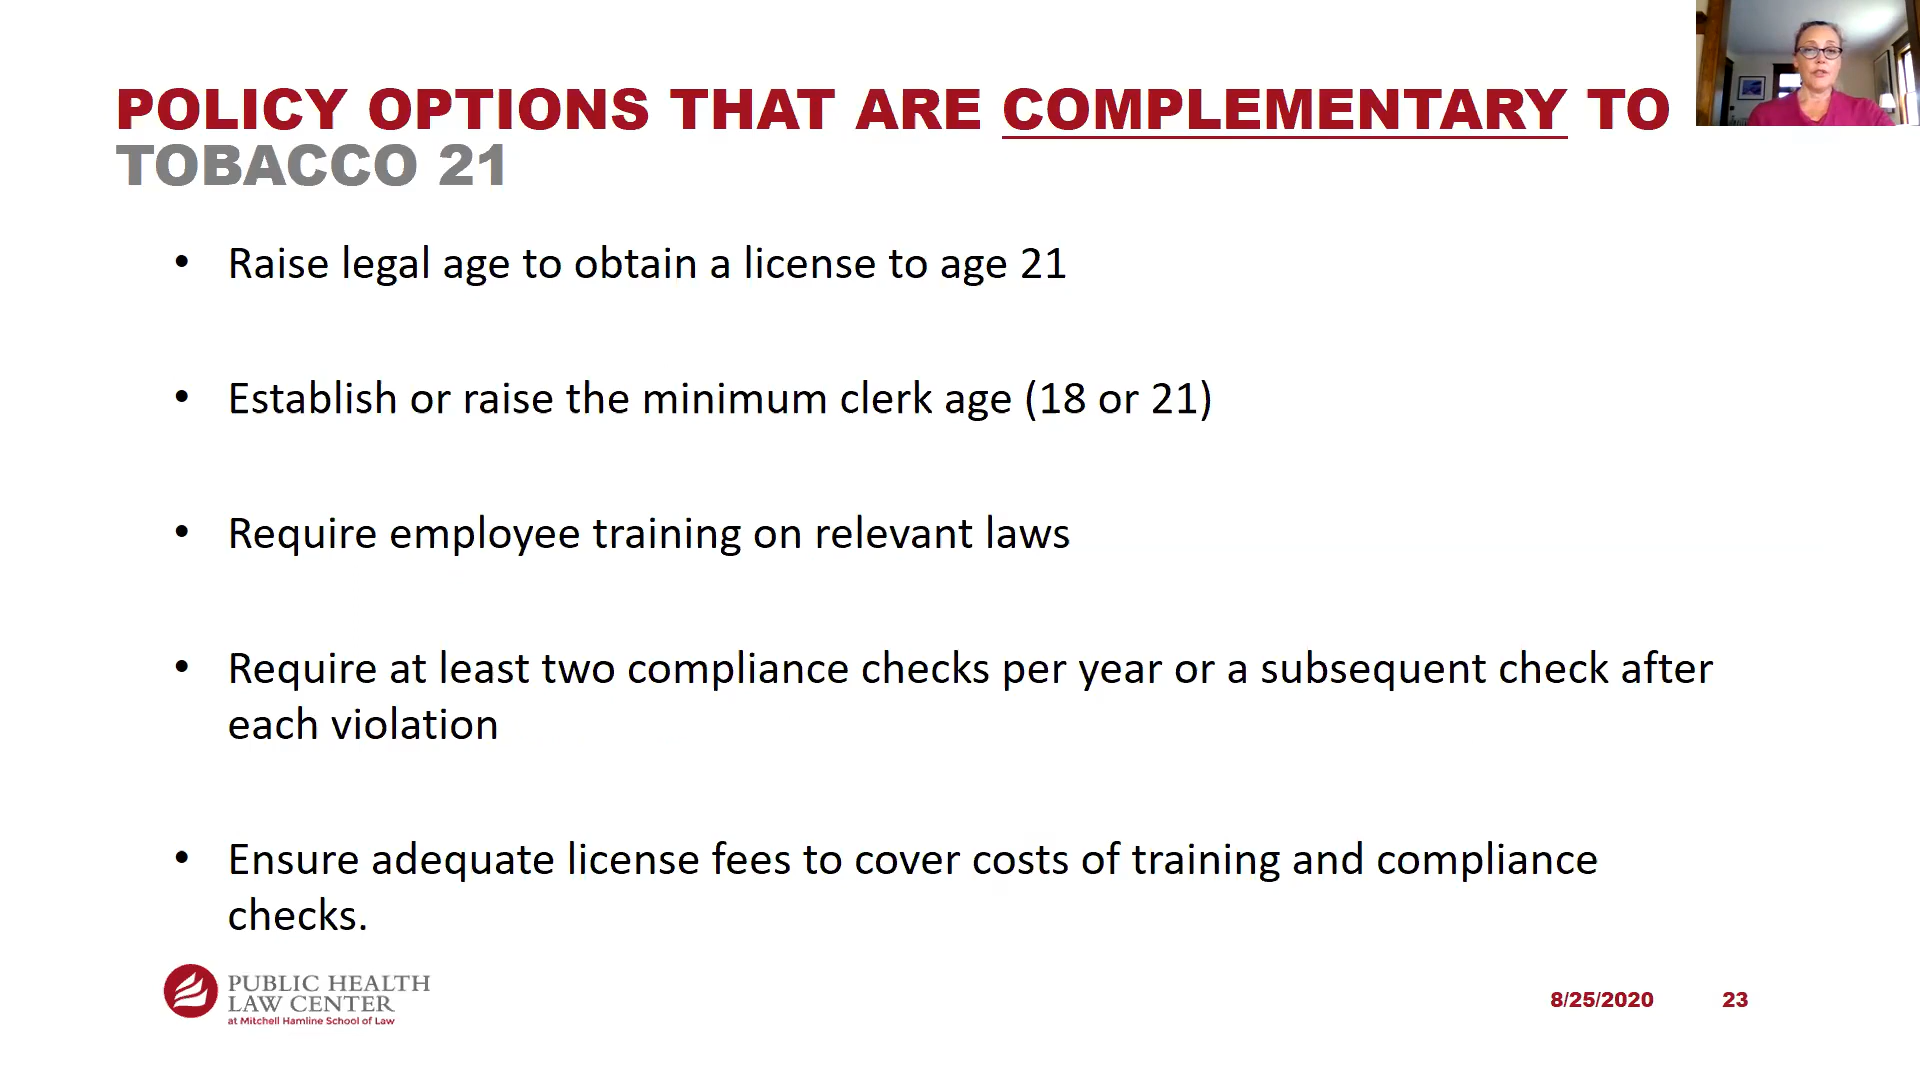 POLICY OPTIONS THAT ARE COMPLEMENTARY TO
TOBACCO 21
• Raise legal age to obtain a license to age 21
• Establish or raise the minimum clerk age (18 or 21)
• Require employee training on relevant laws
• Require at least two compliance checks per year or a subsequent check after
each violation
• Ensure adequate license fees to cover costs of training and compliance
checks.
PUBLIC HEALTH
LAW CENTER
at Mitchell Hamline School of Law
8/25/2020 23